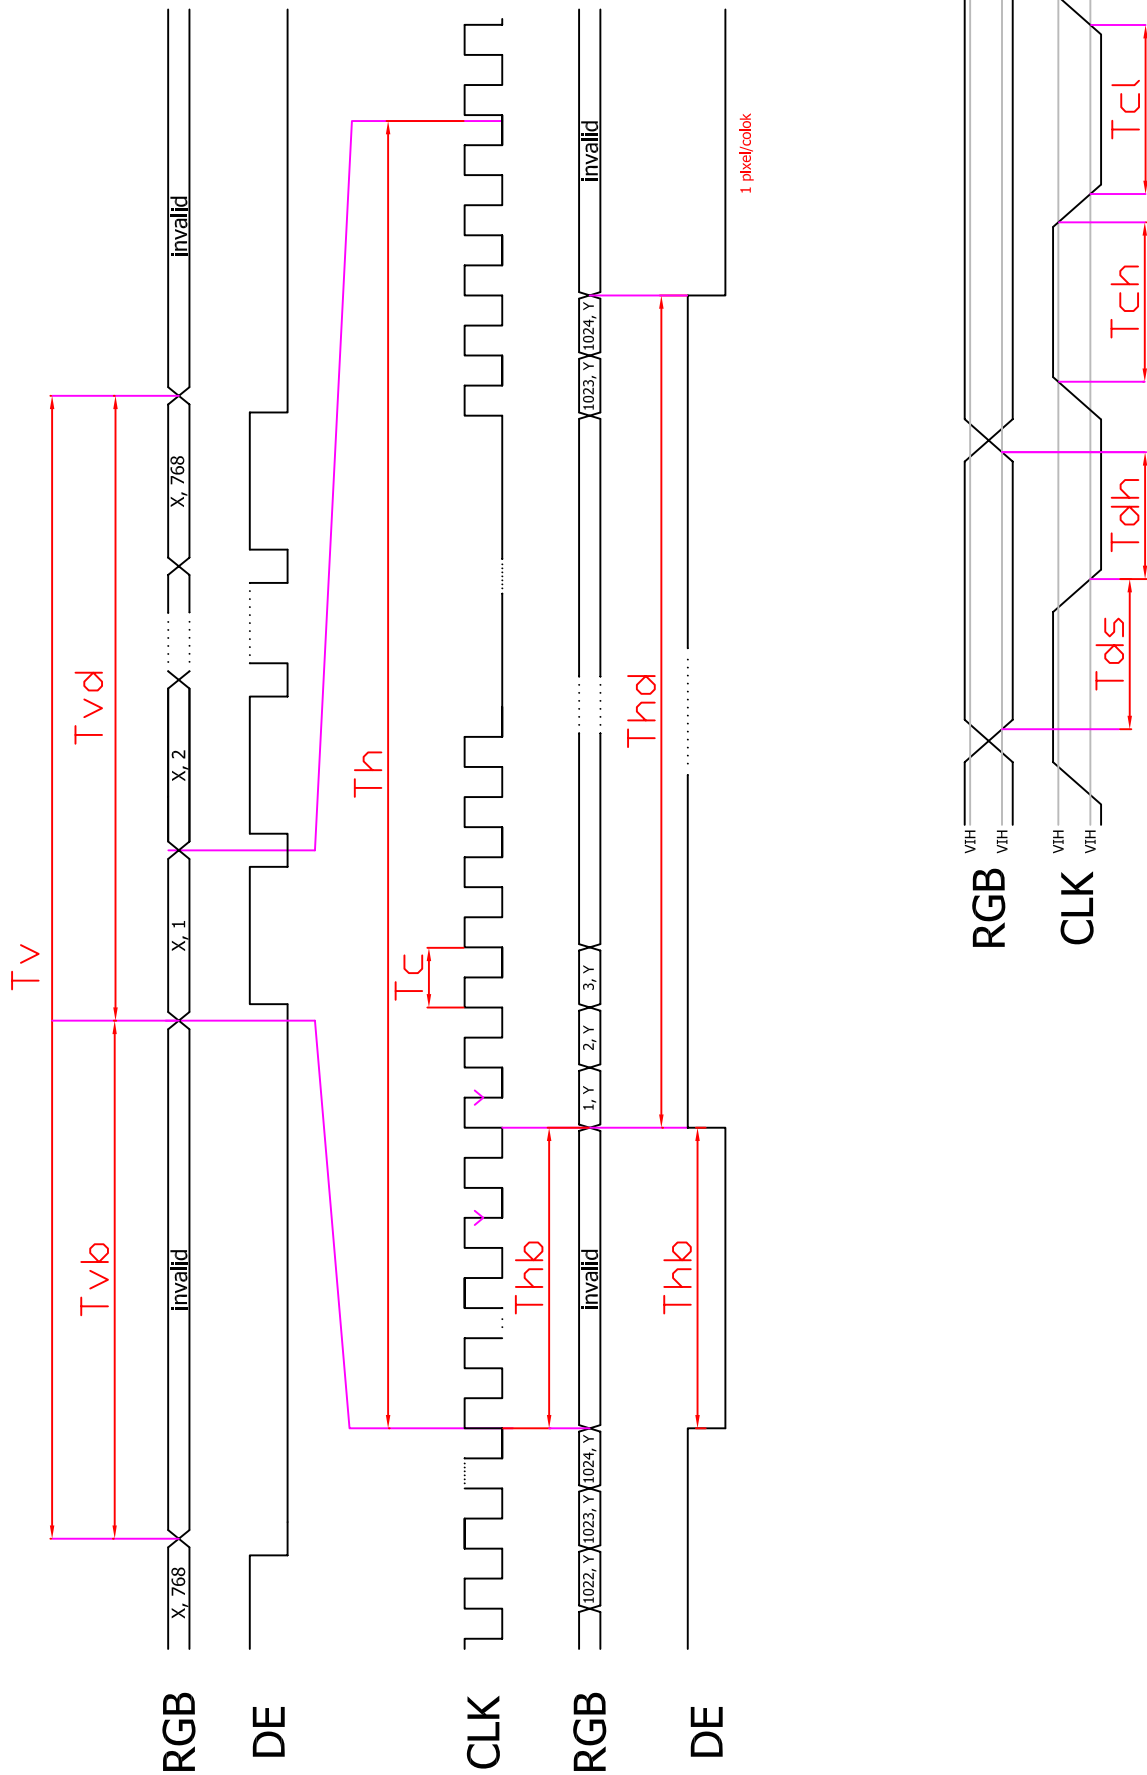 Tv
Tvb
Tvd
RGB
X, 768
invalid
X, 1
X, 2
X, 768
invalid
DE
Th
Tc
CLK
Thb
RGB
1022, Y
1023, Y
1024, Y
invalid
1, Y
2, Y
3, Y
1023, Y
1024, Y
invalid
Thb
Thd
DE
1 pixel/colok
RGB
VIH
VIH
CLK
VIH
VIH
Tds
Tdh
Tch
Tcl